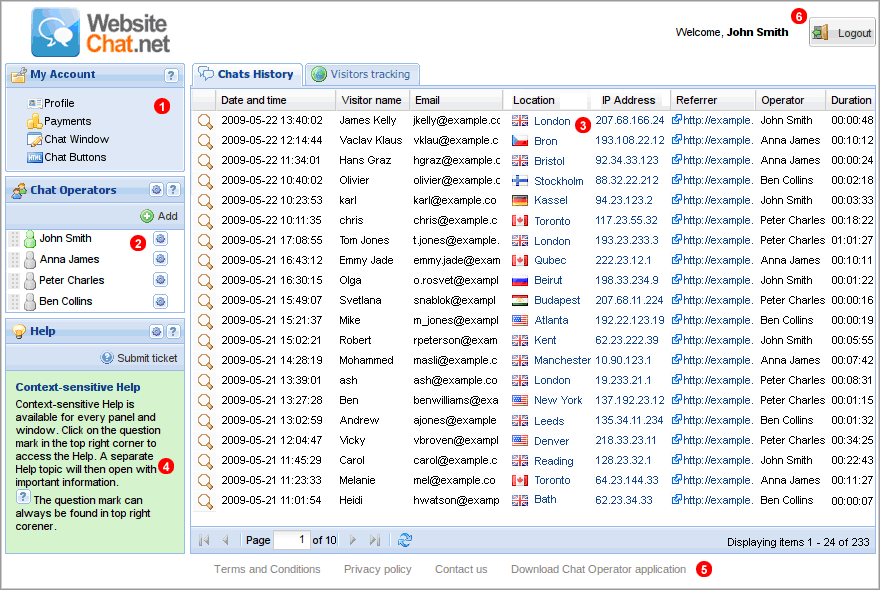 Website
Chat.net
Welcome, John Smith
6
Logout
My Account ?
Profile
Payments
Chat Window
Chat Buttons
1
Chat Operators ?
Add
John Smith
Anna James
Peter Charles
Ben Collins
2
Help ?
Submit ticket
Context-sensitive Help
Context-sensitive Help is
available for every panel and
window. Click on the question
mark in the top right corner to
access the Help. A separate
Help topic will then open with
important information.
? The question mark can
always be found in top right
corener.
4
Chats History Visitors tracking
Date and time Visitor name Email Location IP Address Referrer Operator Duration
3
2009-05-22 13:40:02 James Kelly jkelly@example.cc London 207.68.166.24 http://example. John Smith 00:00:48
2009-05-22 12:14:44 Vaclav Klaus vklau@example.c Bron 193.108.22.12 http://example. Anna James 00:10:12
2009-05-22 11:34:01 Hans Graz hgraz@example.c Bristol 92.34.33.123 http://example. Anna James 00:00:24
2009-05-22 10:40:02 Olivier olivier@example.c Stockholm 88.32.22.212 http://example. Ben Collins 00:02:18
2009-05-22 10:23:53 karl karl@example.co Kassel 94.23.123.2 http://example. John Smith 00:03:33
2009-05-22 10:11:35 chris chris@example.c Toronto 117.23.55.32 http://example. Peter Charles 00:18:22
2009-05-21 17:08:55 Tom Jones t.jones@example. London 193.23.233.3 http://example. Peter Charles 01:01:27
2009-05-21 16:43:12 Emmy Jade emmy.jade@exam Qubec 222.23.12.1 http://example. Anna James 00:10:11
2009-05-21 16:30:15 Olga o.rosvet@example Beirut 198.33.234.9 http://example. John Smith 00:01:22
2009-05-21 15:49:07 Svetlana snablok@exampl Budapest 207.68.11.224 http://example. Peter Charles 00:00:16
2009-05-21 15:21:37 Mike m_jones@exampl Atlanta 192.22.123.19 http://example. Ben Collins 00:00:19
2009-05-21 15:02:21 Robert rpeterson@exam Kent 62.23.222.39 http://example. John Smith 00:05:55
2009-05-21 14:28:19 Mohammed masli@example.c Manchester 10.90.123.1 http://example. Anna James 00:07:42
2009-05-21 13:39:01 ash ash@example.co London 19.233.21.1 http://example. Peter Charles 00:08:31
2009-05-21 13:27:28 Ben benwilliams@exa New York 137.192.23.12 http://example. Peter Charles 00:01:15
2009-05-21 13:02:59 Andrew ajones@example. Leeds 135.34.11.234 http://example. Ben Collins 00:01:32
2009-05-21 12:04:47 Vicky vbroven@exampl Denver 218.33.23.11 http://example. Peter Charles 00:34:25
2009-05-21 11:45:29 Carol carol@example.c Reading 128.23.32.1 http://example. John Smith 00:22:43
2009-05-21 11:23:33 Melanie mel@example.co Toronto 64.23.144.33 http://example. Anna James 00:11:27
2009-05-21 11:01:54 Heidi hwatson@examp Bath 62.23.34.33 http://example. Ben Collins 00:00:07
Page 1 of 10 Displaying items 1 - 24 of 233
Terms and Conditions Privacy policy Contact us Download Chat Operator application 5